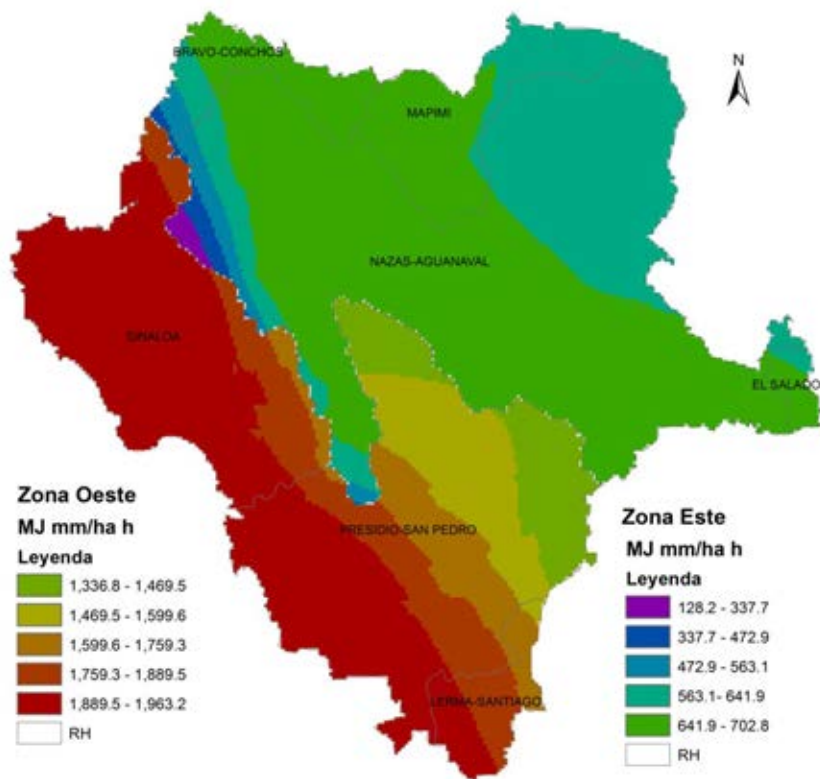 BRAVO-CONCHOS
N
MAPIMI
NAZAS-AGUANAVAL
SINALOA
EL SALADO
PRESIDIO-SAN PEDRO
LERMA-SANTIAGO
Zona Oeste
MJ mm/ha h
Leyenda
1,336.8 - 1,469.5
1,469.5 - 1,599.6
1,599.6 - 1,759.3
1,759.3 - 1,889.5
1,889.5 - 1,963.2
RH
Zona Este
MJ mm/ha h
Leyenda
128.2 - 337.7
337.7 - 472.9
472.9 - 563.1
563.1- 641.9
641.9 - 702.8
RH